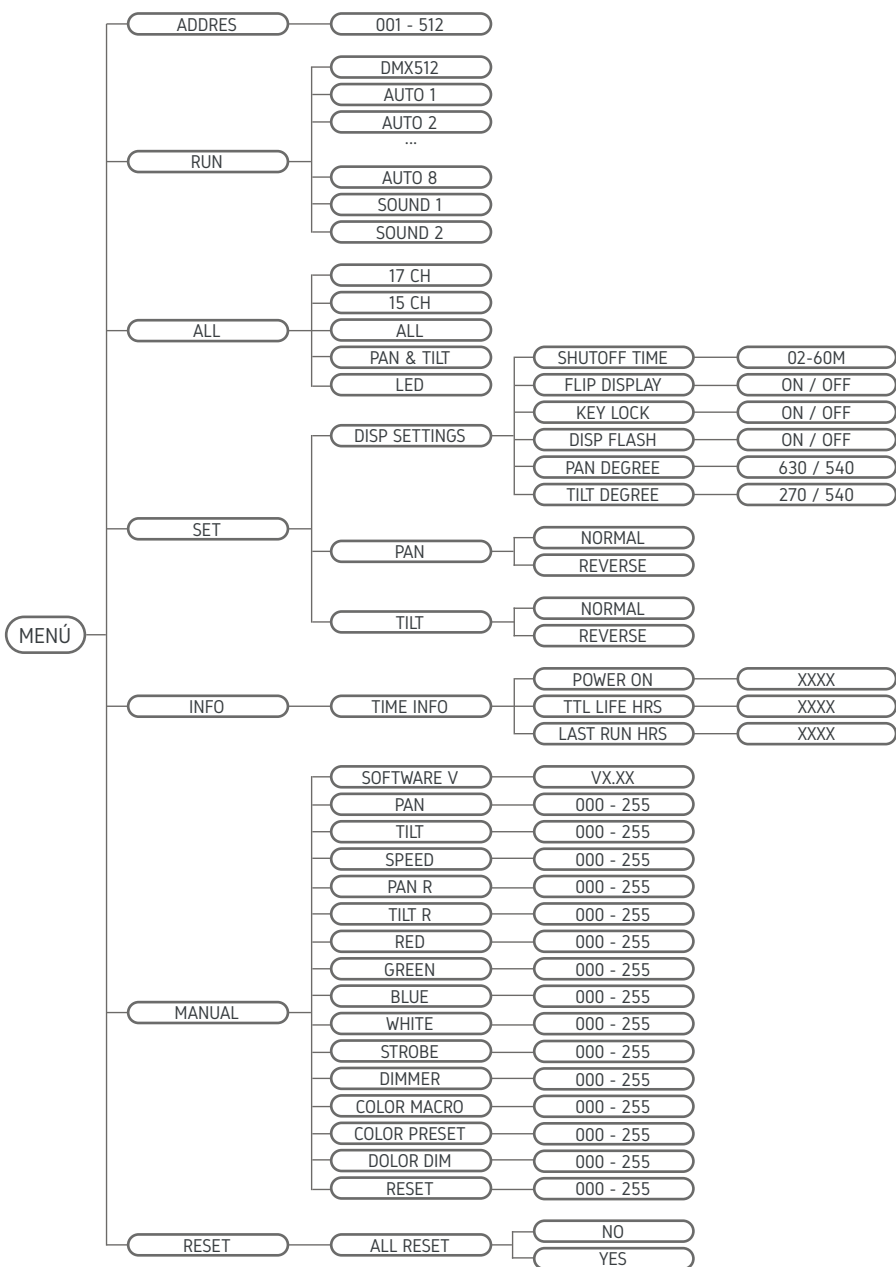 ADDRES 001 - 512
DMX512
AUTO 1
AUTO 2
...
RUN
AUTO 8
SOUND 1
SOUND 2
17 CH
15 CH
ALL ALL
PAN & TILT
LED
SHUTOFF TIME 02-60M
FLIP DISPLAY ON / OFF
KEY LOCK ON / OFF
DISP SETTINGS DISP FLASH ON / OFF
PAN DEGREE 630 / 540
TILT DEGREE 270 / 540
SET
PAN NORMAL
REVERSE
TILT NORMAL
REVERSE
MENÚ
POWER ON XXXX
INFO TIME INFO TTL LIFE HRS XXXX
LAST RUN HRS XXXX
SOFTWARE V VX.XX
PAN 000 - 255
TILT 000 - 255
SPEED 000 - 255
PAN R 000 - 255
TILT R 000 - 255
RED 000 - 255
GREEN 000 - 255
BLUE 000 - 255
MANUAL
WHITE 000 - 255
STROBE 000 - 255
DIMMER 000 - 255
COLOR MACRO 000 - 255
COLOR PRESET 000 - 255
DOLOR DIM 000 - 255
RESET 000 - 255
RESET ALL RESET NO
YES